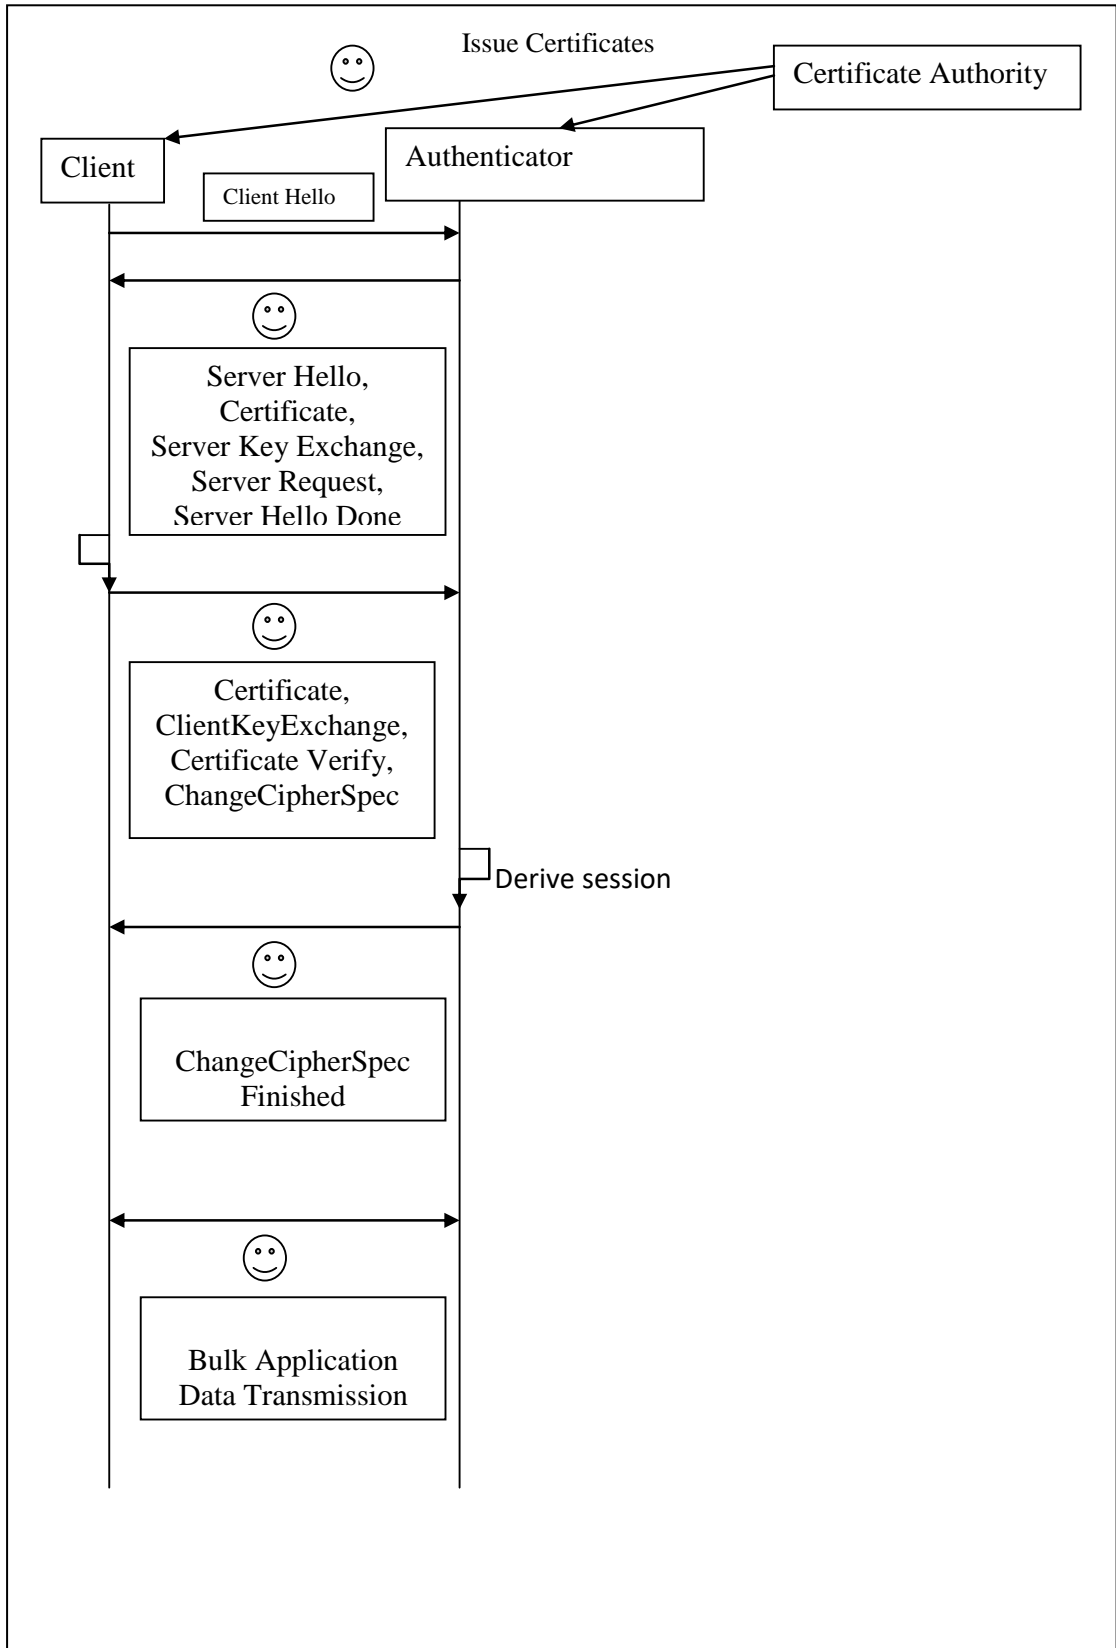 Issue Certificates
Certificate Authority
Client
Authenticator
Client Hello
Server Hello,
Certificate,
Server Key Exchange,
Server Request,
Server Hello Done
Certificate,
ClientKeyExchange,
Certificate Verify,
ChangeCipherSpec
Derive session
ChangeCipherSpec
Finished
Bulk Application
Data Transmission